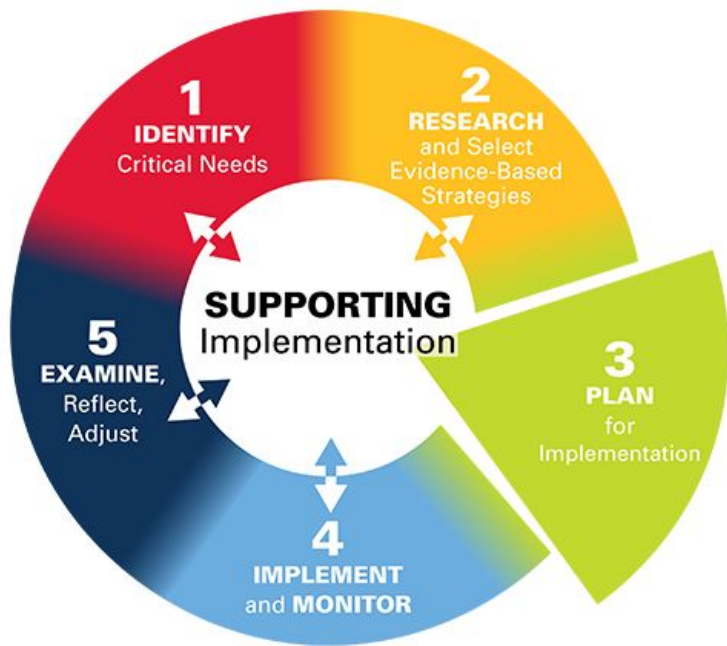 1
IDENTIFY
Critical Needs
2
RESEARCH
and Select
Evidence-Based
Strategies
SUPPORTING
Implementation
3
PLAN
for
Implementation
4
IMPLEMENT
and MONITOR
5
EXAMINE,
Reflect,
Adjust